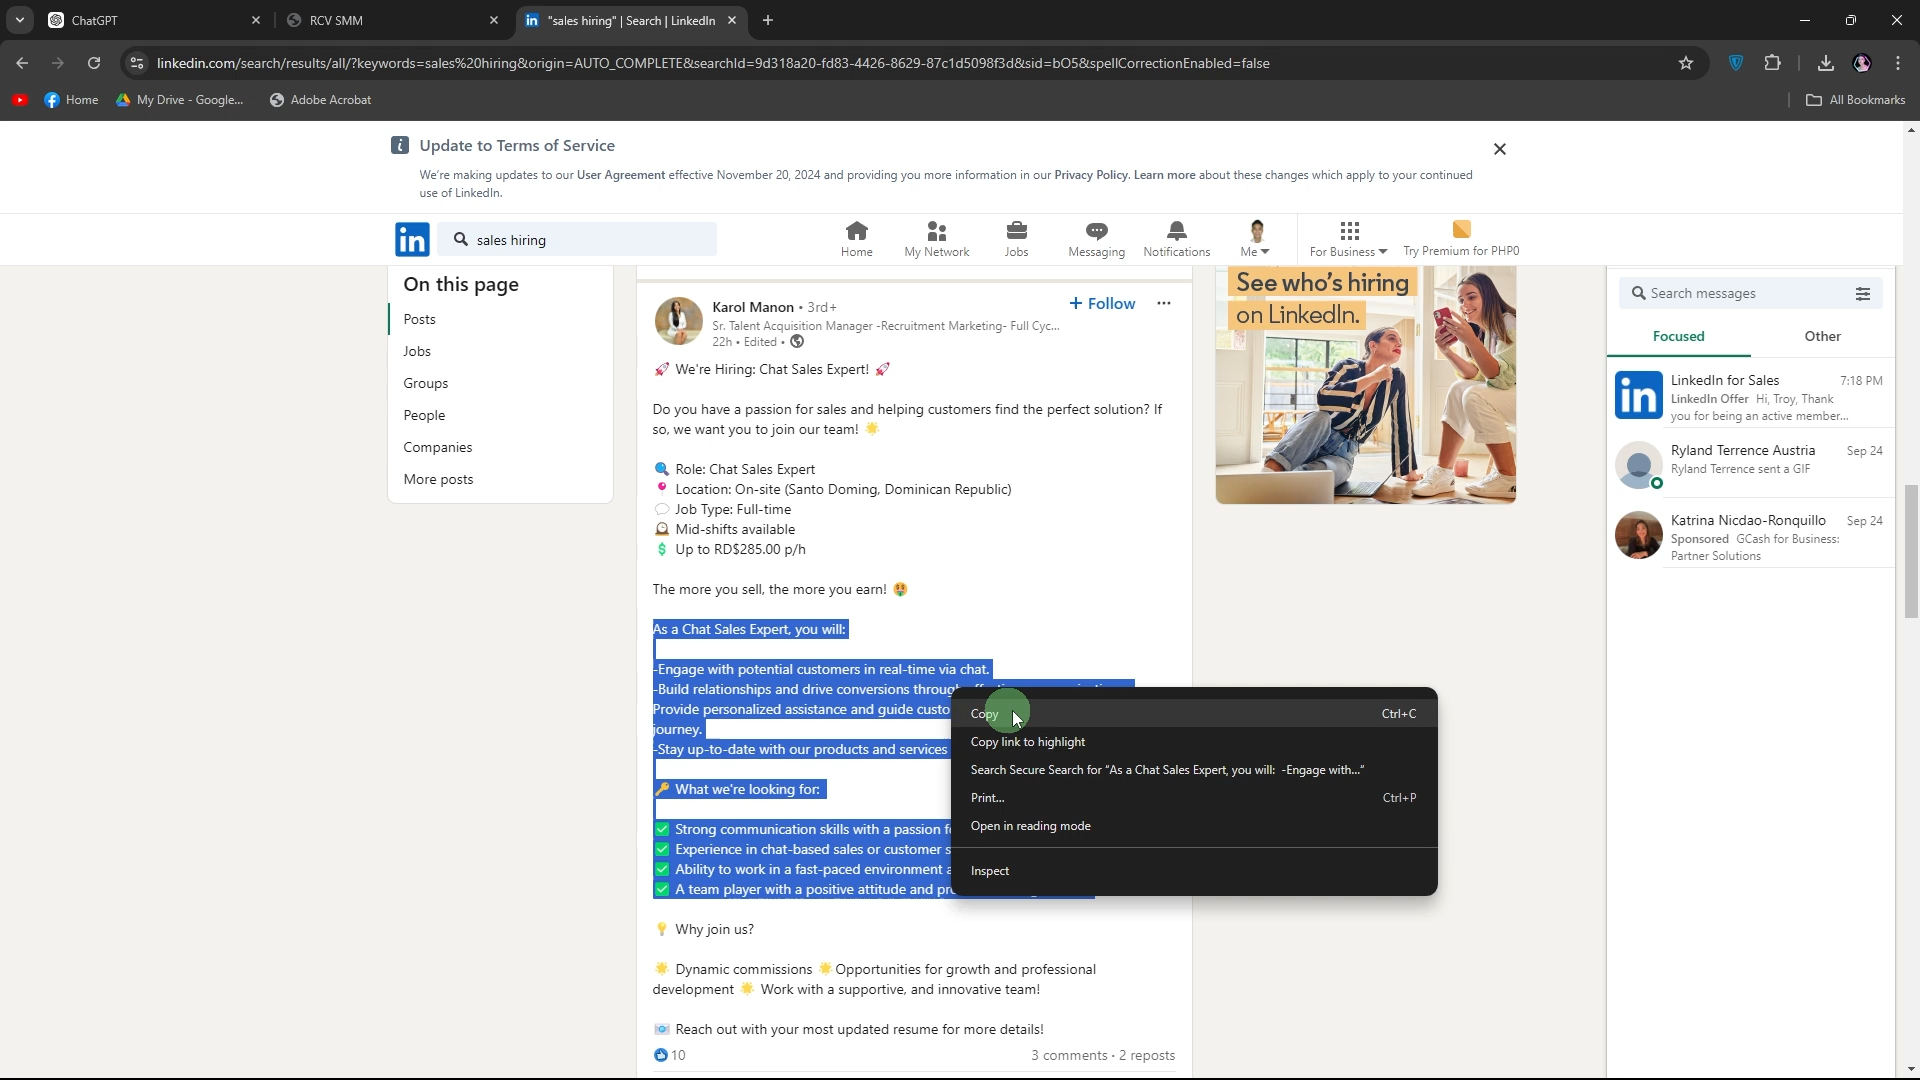 ChatGPT
RCV SMM
"sales hiring" | Search | LinkedIn
linkedin.com/search/results/all/?keywords=sales%20hiring&origin=AUTO_COMPLETE&searchId=9d318a20-fd83-4426-8629-87c1d5098f3d&sid=bO5&spellCorrectionEnabled=false
Home
My Drive - Google...
Adobe Acrobat
All Bookmarks
Update to Terms of Service
We're making updates to our User Agreement effective November 20, 2024 and providing you more information in our Privacy Policy. Learn more about these changes which apply to your continued
use of LinkedIn.
in
sales hiring
Home
My Network
Jobs
Messaging
Notifications
Me
For Business
Try Premium for PHP0
On this page
Posts
Jobs
Groups
People
Companies
More posts
Karol Manon • 3rd+
Sr. Talent Acquisition Manager -Recruitment Marketing- Full Cyc...
22h • Edited •
+ Follow
🚀 We're Hiring: Chat Sales Expert! 🚀
Do you have a passion for sales and helping customers find the perfect solution? If
so, we want you to join our team! 🌟
🔍 Role: Chat Sales Expert
📍 Location: On-site (Santo Doming, Dominican Republic)
💬 Job Type: Full-time
🕰 Mid-shifts available
💲 Up to RD$285.00 p/h
The more you sell, the more you earn! 🤑
As a Chat Sales Expert, you will:
-Engage with potential customers in real-time via chat.
-Build relationships and drive conversions through
Provide personalized assistance and guide custo
journey.
-Stay up-to-date with our products and services
🔑 What we're looking for:
✅ Strong communication skills with a passion f
✅ Experience in chat-based sales or customer s
✅ Ability to work in a fast-paced environment a
✅ A team player with a positive attitude and pr
💡 Why join us?
🌟 Dynamic commissions 🌟 Opportunities for growth and professional
development 🌟 Work with a supportive, and innovative team!
📧 Reach out with your most updated resume for more details!
10
3 comments • 2 reposts
Copy Ctrl+C
Copy link to highlight
Search Secure Search for "As a Chat Sales Expert, you will: -Engage with..."
Print... Ctrl+P
Open in reading mode
Inspect
See who's hiring
on LinkedIn.
Search messages
Focused
Other
in
LinkedIn for Sales 7:18 PM
LinkedIn Offer Hi, Troy, Thank
you for being an active member...
Ryland Terrence Austria Sep 24
Ryland Terrence sent a GIF
Katrina Nicdao-Ronquillo Sep 24
Sponsored GCash for Business:
Partner Solutions